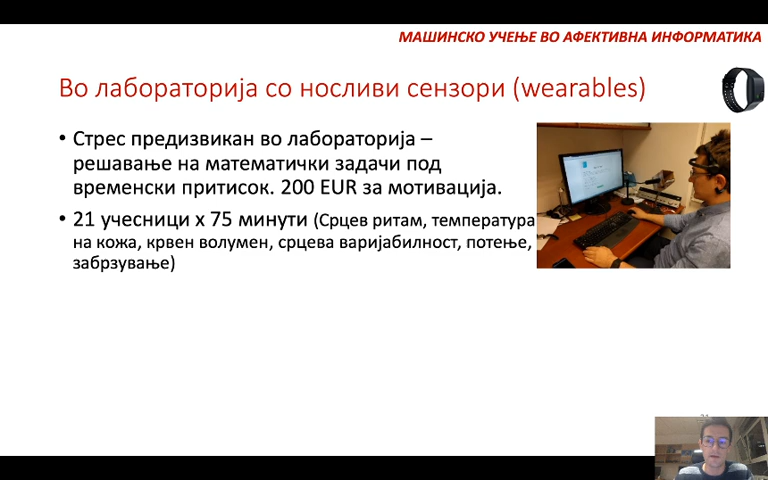 МАШИНСКО УЧЕЊЕ ВО АФЕКТИВНА ИНФОРМАТИКА
Во лабораторија со носливи сензори (wearables)
• Стрес предизвикан во лабораторија –
решавање на математички задачи под
временски притисок. 200 EUR за мотивација.
• 21 учесници x 75 минути (Срцев ритам, температура
на кожа, крвен волумен, срцева варијабилност, потење,
забрзување)